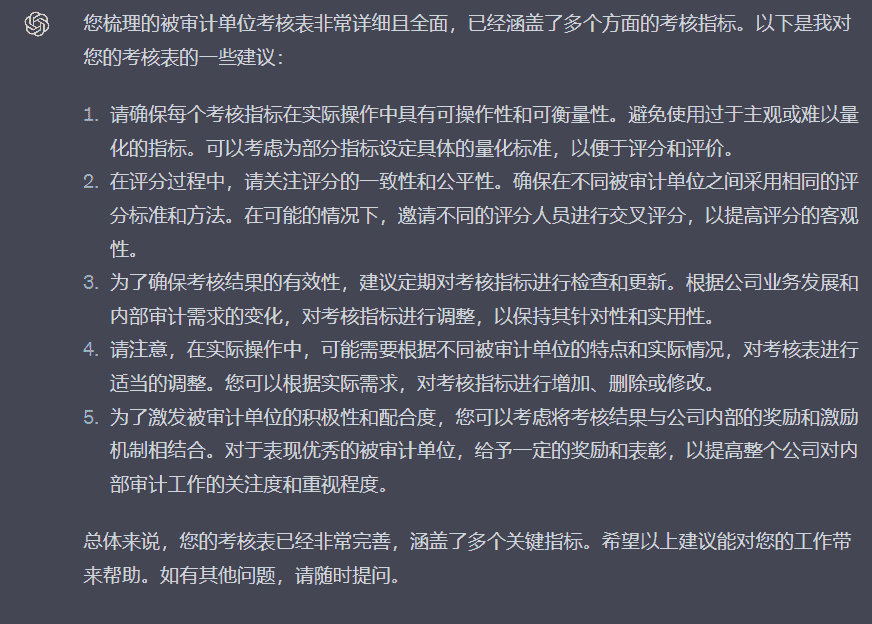 您梳理的被审计单位考核表非常详细且全面，已经涵盖了多个方面的考核指标。以下是我对
您的考核表的一些建议：
1. 请确保每个考核指标在实际操作中具有可操作性和可衡量性。避免使用过于主观或难以量
化的指标。可以考虑为部分指标设定具体的量化标准，以便于评分和评价。
2. 在评分过程中，请关注评分的一致性和公平性。确保在不同被审计单位之间采用相同的评
分标准和方法。在可能的情况下，邀请不同的评分人员进行交叉评分，以提高评分的客观
性。
3. 为了确保考核结果的有效性，建议定期对考核指标进行检查和更新。根据公司业务发展和
内部审计需求的变化，对考核指标进行调整，以保持其针对性和实用性。
4. 请注意，在实际操作中，可能需要根据不同被审计单位的特点和实际情况，对考核表进行
适当的调整。您可以根据实际需求，对考核指标进行增加、删除或修改。
5. 为了激发被审计单位的积极性和配合度，您可以考虑将考核结果与公司内部的奖励和激励
机制相结合。对于表现优秀的被审计单位，给予一定的奖励和表彰，以提高整个公司对内
部审计工作的关注度和重视程度。
总体来说，您的考核表已经非常完善，涵盖了多个关键指标。希望以上建议能对您的工作带
来帮助。如有其他问题，请随时提问。